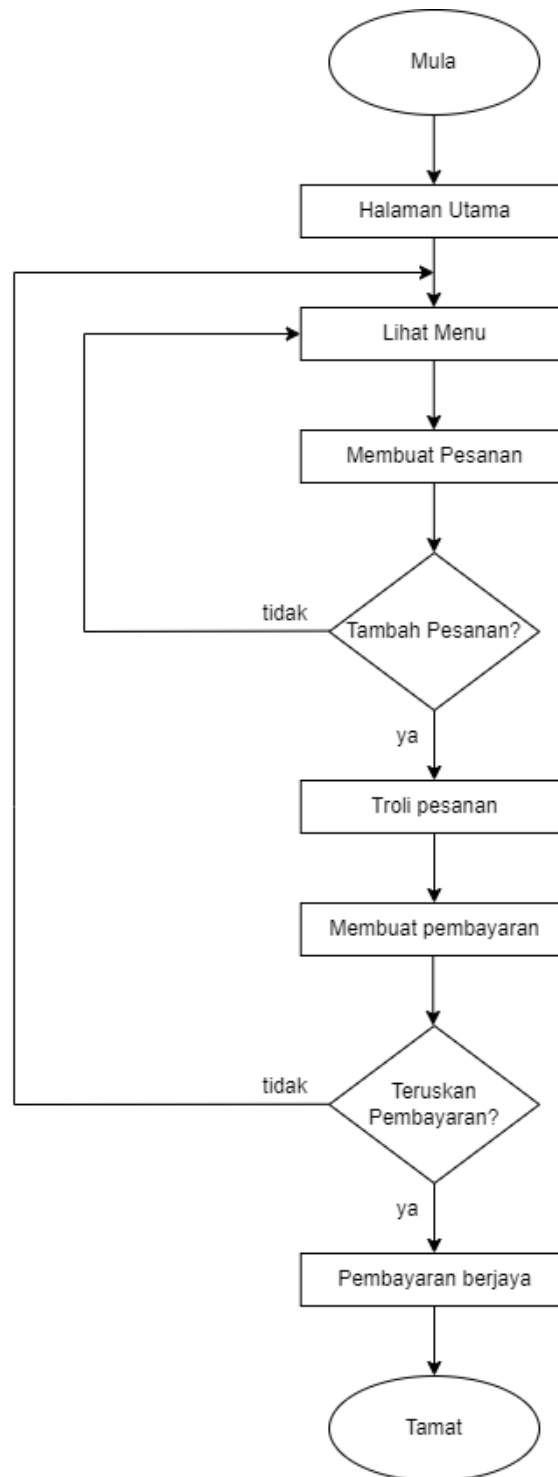 Mula
Halaman Utama
Lihat Menu
Membuat Pesanan
tidak
Tambah Pesanan?
ya
Troli pesanan
Membuat pembayaran
tidak
Teruskan
Pembayaran?
ya
Pembayaran berjaya
Tamat